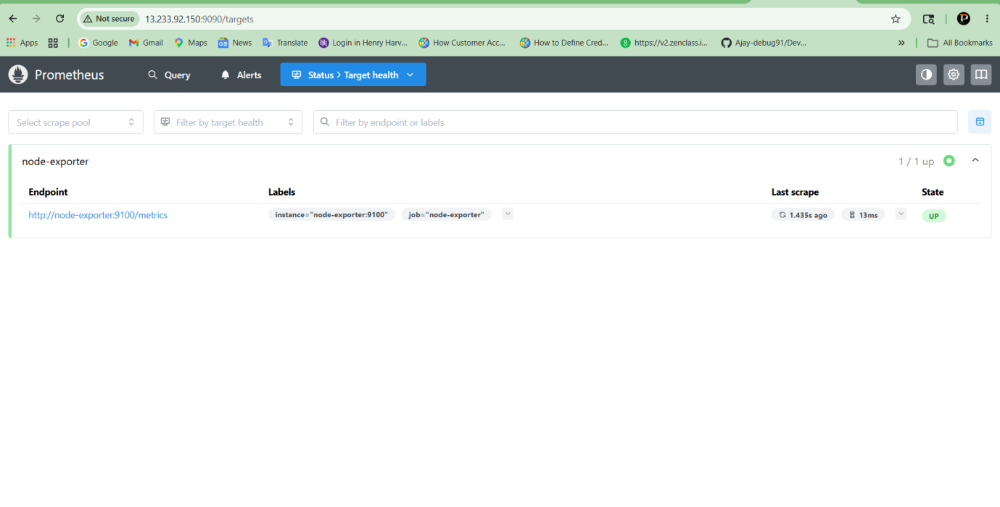 Not secure 13.233.92.150:9090/targets
Apps Google Gmail Maps News Translate Login in Henry Harv... How Customer Acc... How to Define Cred... https://v2.zenclass.i... Ajay-debug91/Dev... » All Bookmarks
Prometheus Query Alerts Status > Target health
Select scrape pool Filter by target health Filter by endpoint or labels
node-exporter 1 / 1 up
Endpoint Labels Last scrape State
http://node-exporter:9100/metrics instance="node-exporter:9100" job="node-exporter" 1.435s ago 13ms UP